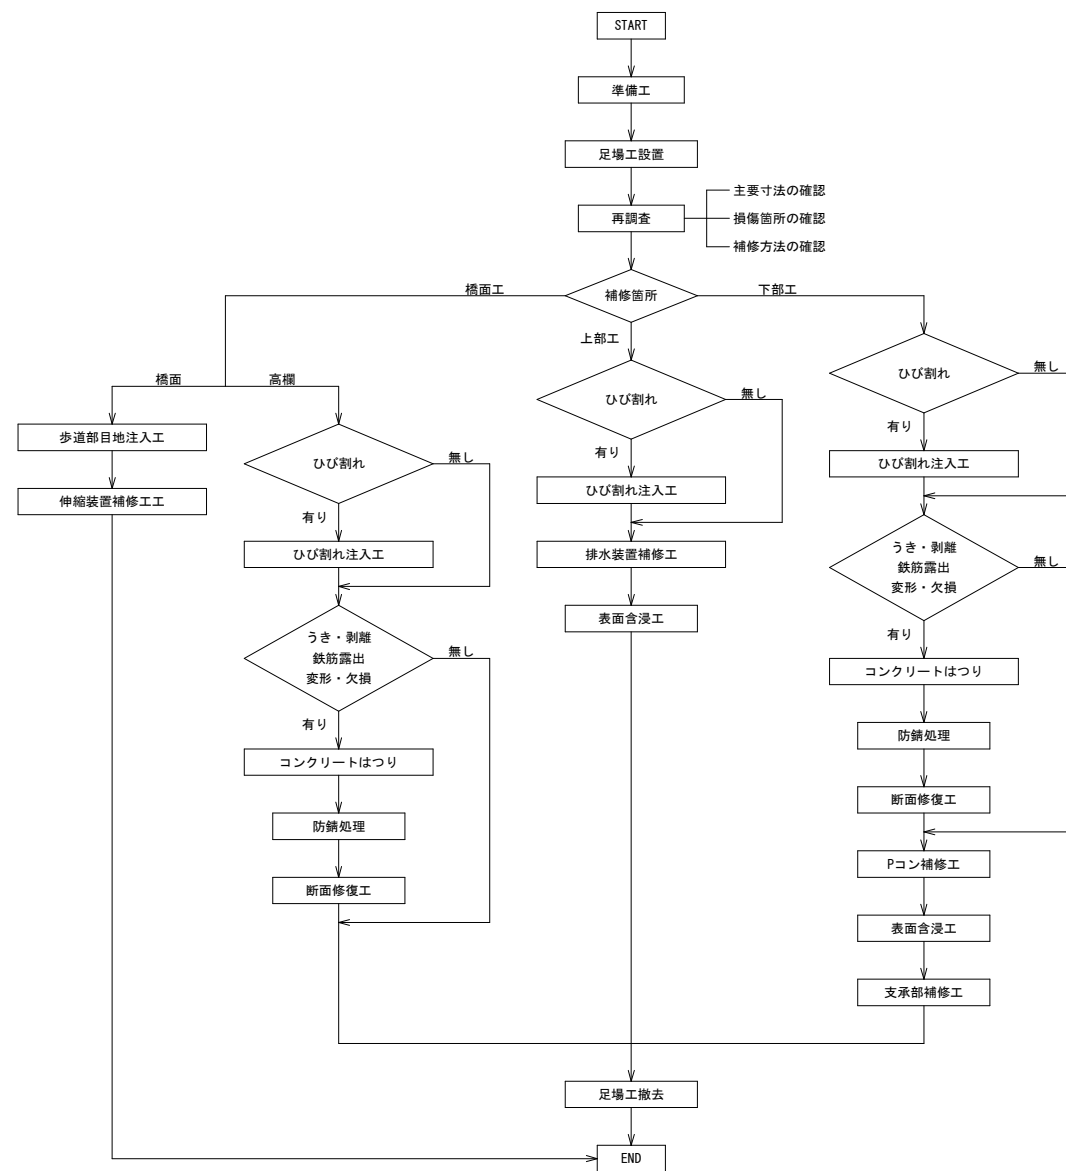 START
準備工
足場工設置
再調査
主要寸法の確認
損傷箇所の確認
補修方法の確認
補修箇所
橋面工
下部工
上部工
橋面
高欄
歩道部目地注入工
伸縮装置補修工工
ひび割れ
無し
有り
ひび割れ注入工
うき・剥離
鉄筋露出
変形・欠損
無し
有り
コンクリートはつり
防錆処理
断面修復工
ひび割れ
無し
有り
ひび割れ注入工
排水装置補修工
表面含浸工
ひび割れ
無し
有り
ひび割れ注入工
うき・剥離
鉄筋露出
変形・欠損
無し
有り
コンクリートはつり
防錆処理
断面修復工
Pコン補修工
表面含浸工
支承部補修工
足場工撤去
END